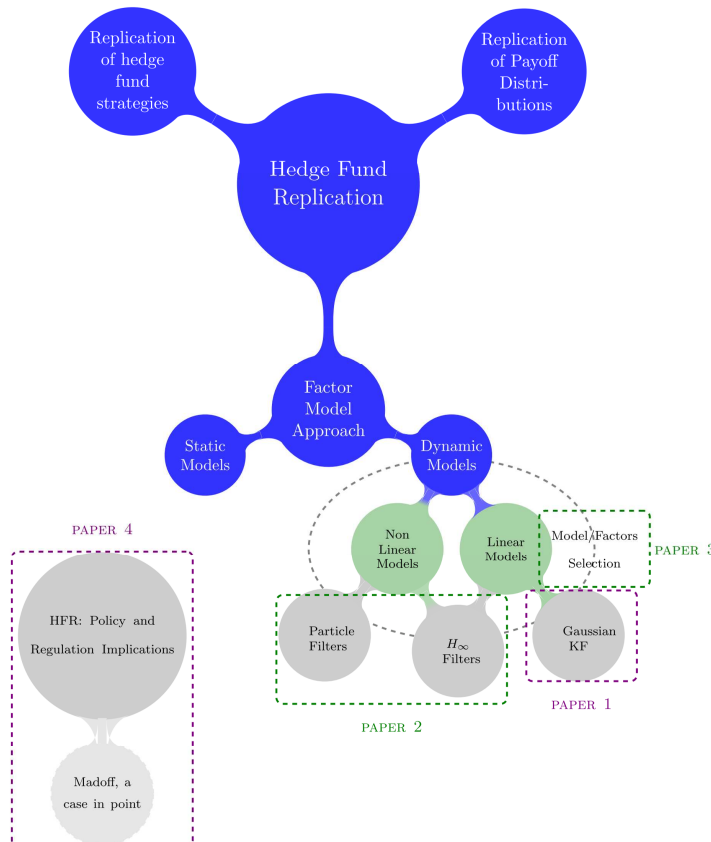 Replication
of hedge
fund
strategies
Replication
of Payoff
Distri-
butions
Hedge Fund
Replication
Factor
Model
Approach
Static
Models
Dynamic
Models
Non
Linear
Models
Linear
Models
Model/Factors
Selection
PAPER 3
PAPER 4
HFR: Policy and
Regulation Implications
Particle
Filters
H∞
Filters
Gaussian
KF
PAPER 1
PAPER 2
Madoff, a
case in point